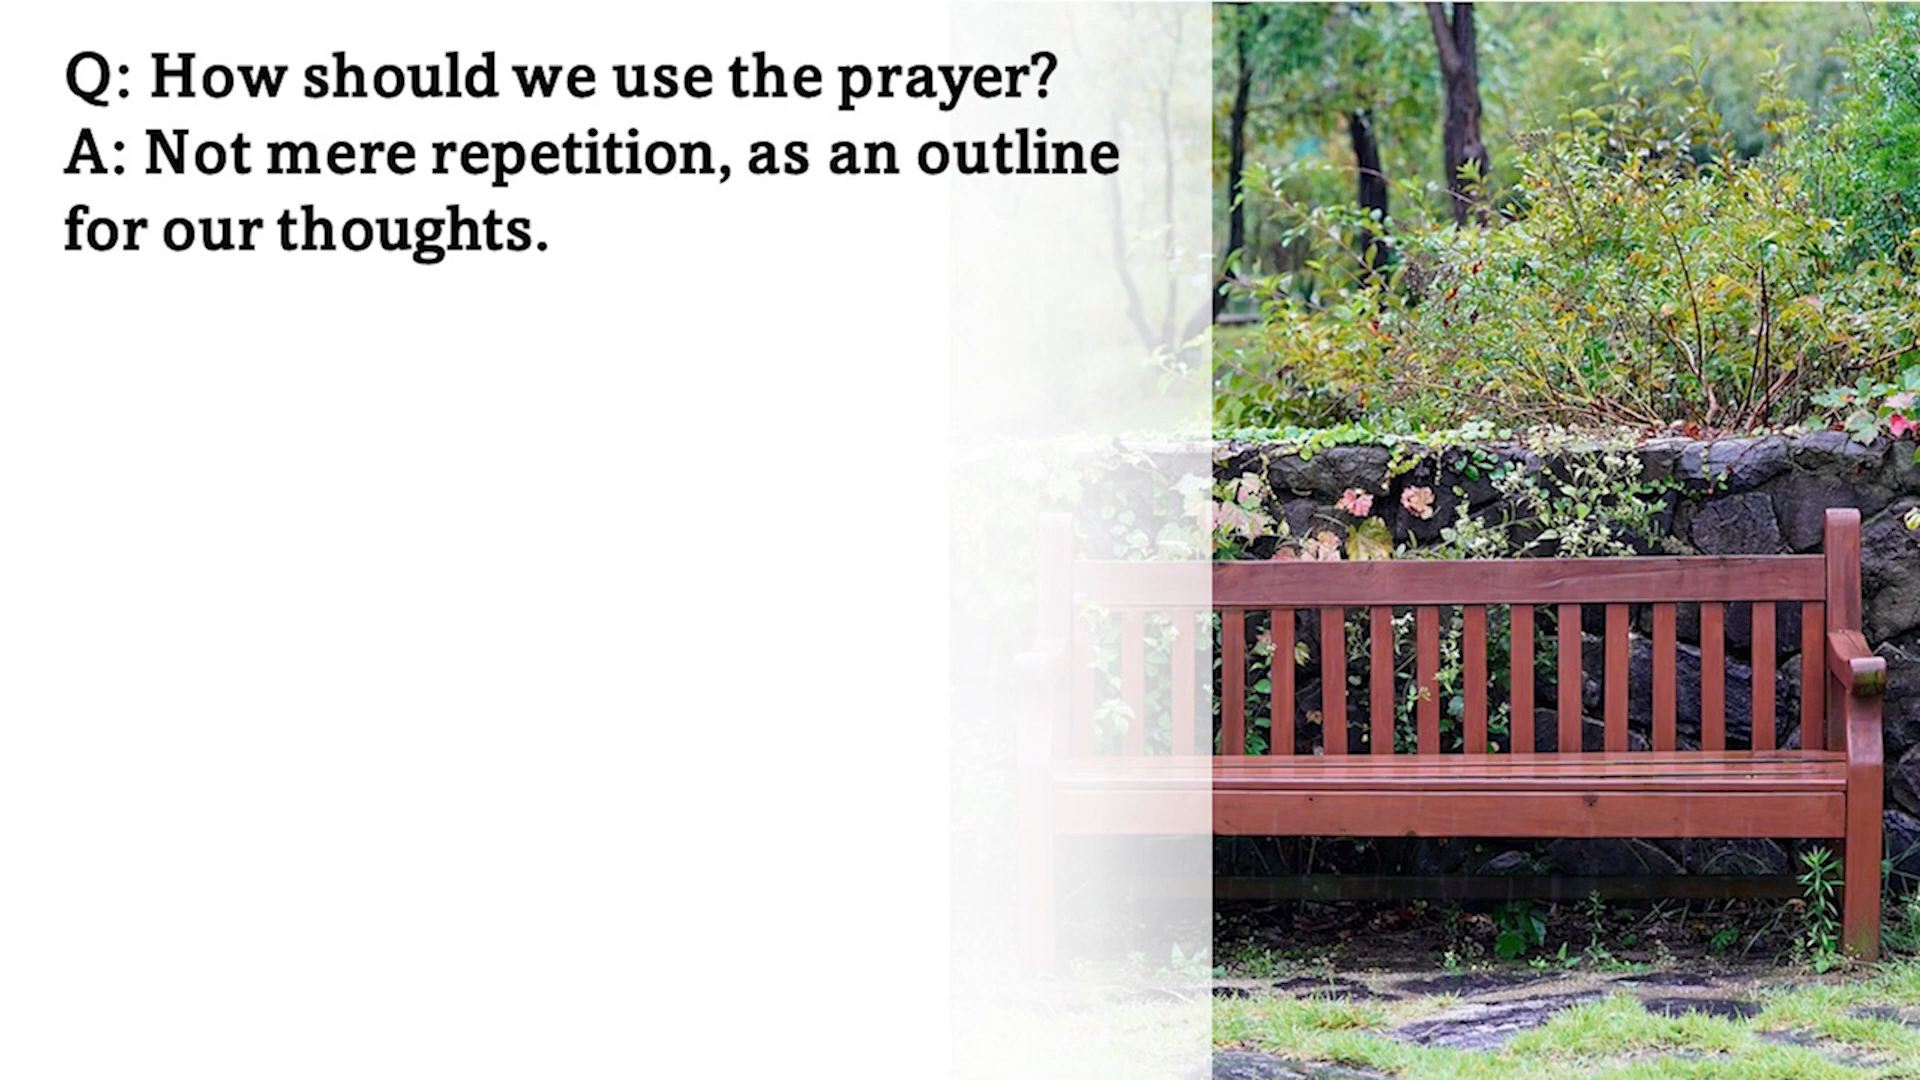 Q: How should we use the prayer?
A: Not mere repetition, as an outline
for our thoughts.